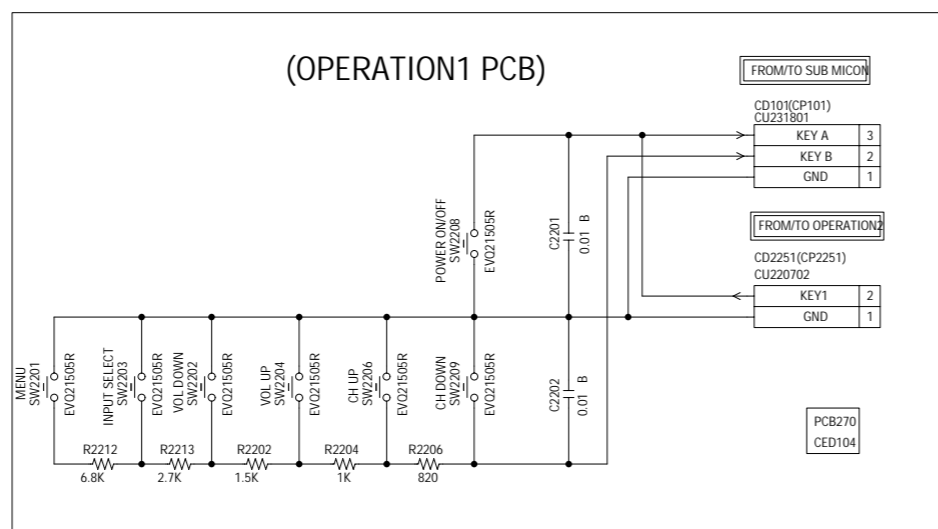 (OPERATION1 PCB)
FROM/TO SUB MICON
CD101(CP101)
CU231801
KEY A 3
KEY B 2
GND 1
POWER ON/OFF
SW2208
EVQ21505R
C2201
0.01 B
FROM/TO OPERATION2
CD2251(CP2251)
CU220702
KEY1 2
GND 1
MENU
SW2201
EVQ21505R
INPUT SELECT
SW2203
EVQ21505R
VOL DOWN
SW2202
EVQ21505R
VOL UP
SW2204
EVQ21505R
CH UP
SW2206
EVQ21505R
CH DOWN
SW2209
EVQ21505R
C2202
0.01 B
R2212
6.8K
R2213
2.7K
R2202
1.5K
R2204
1K
R2206
820
PCB270
CED104